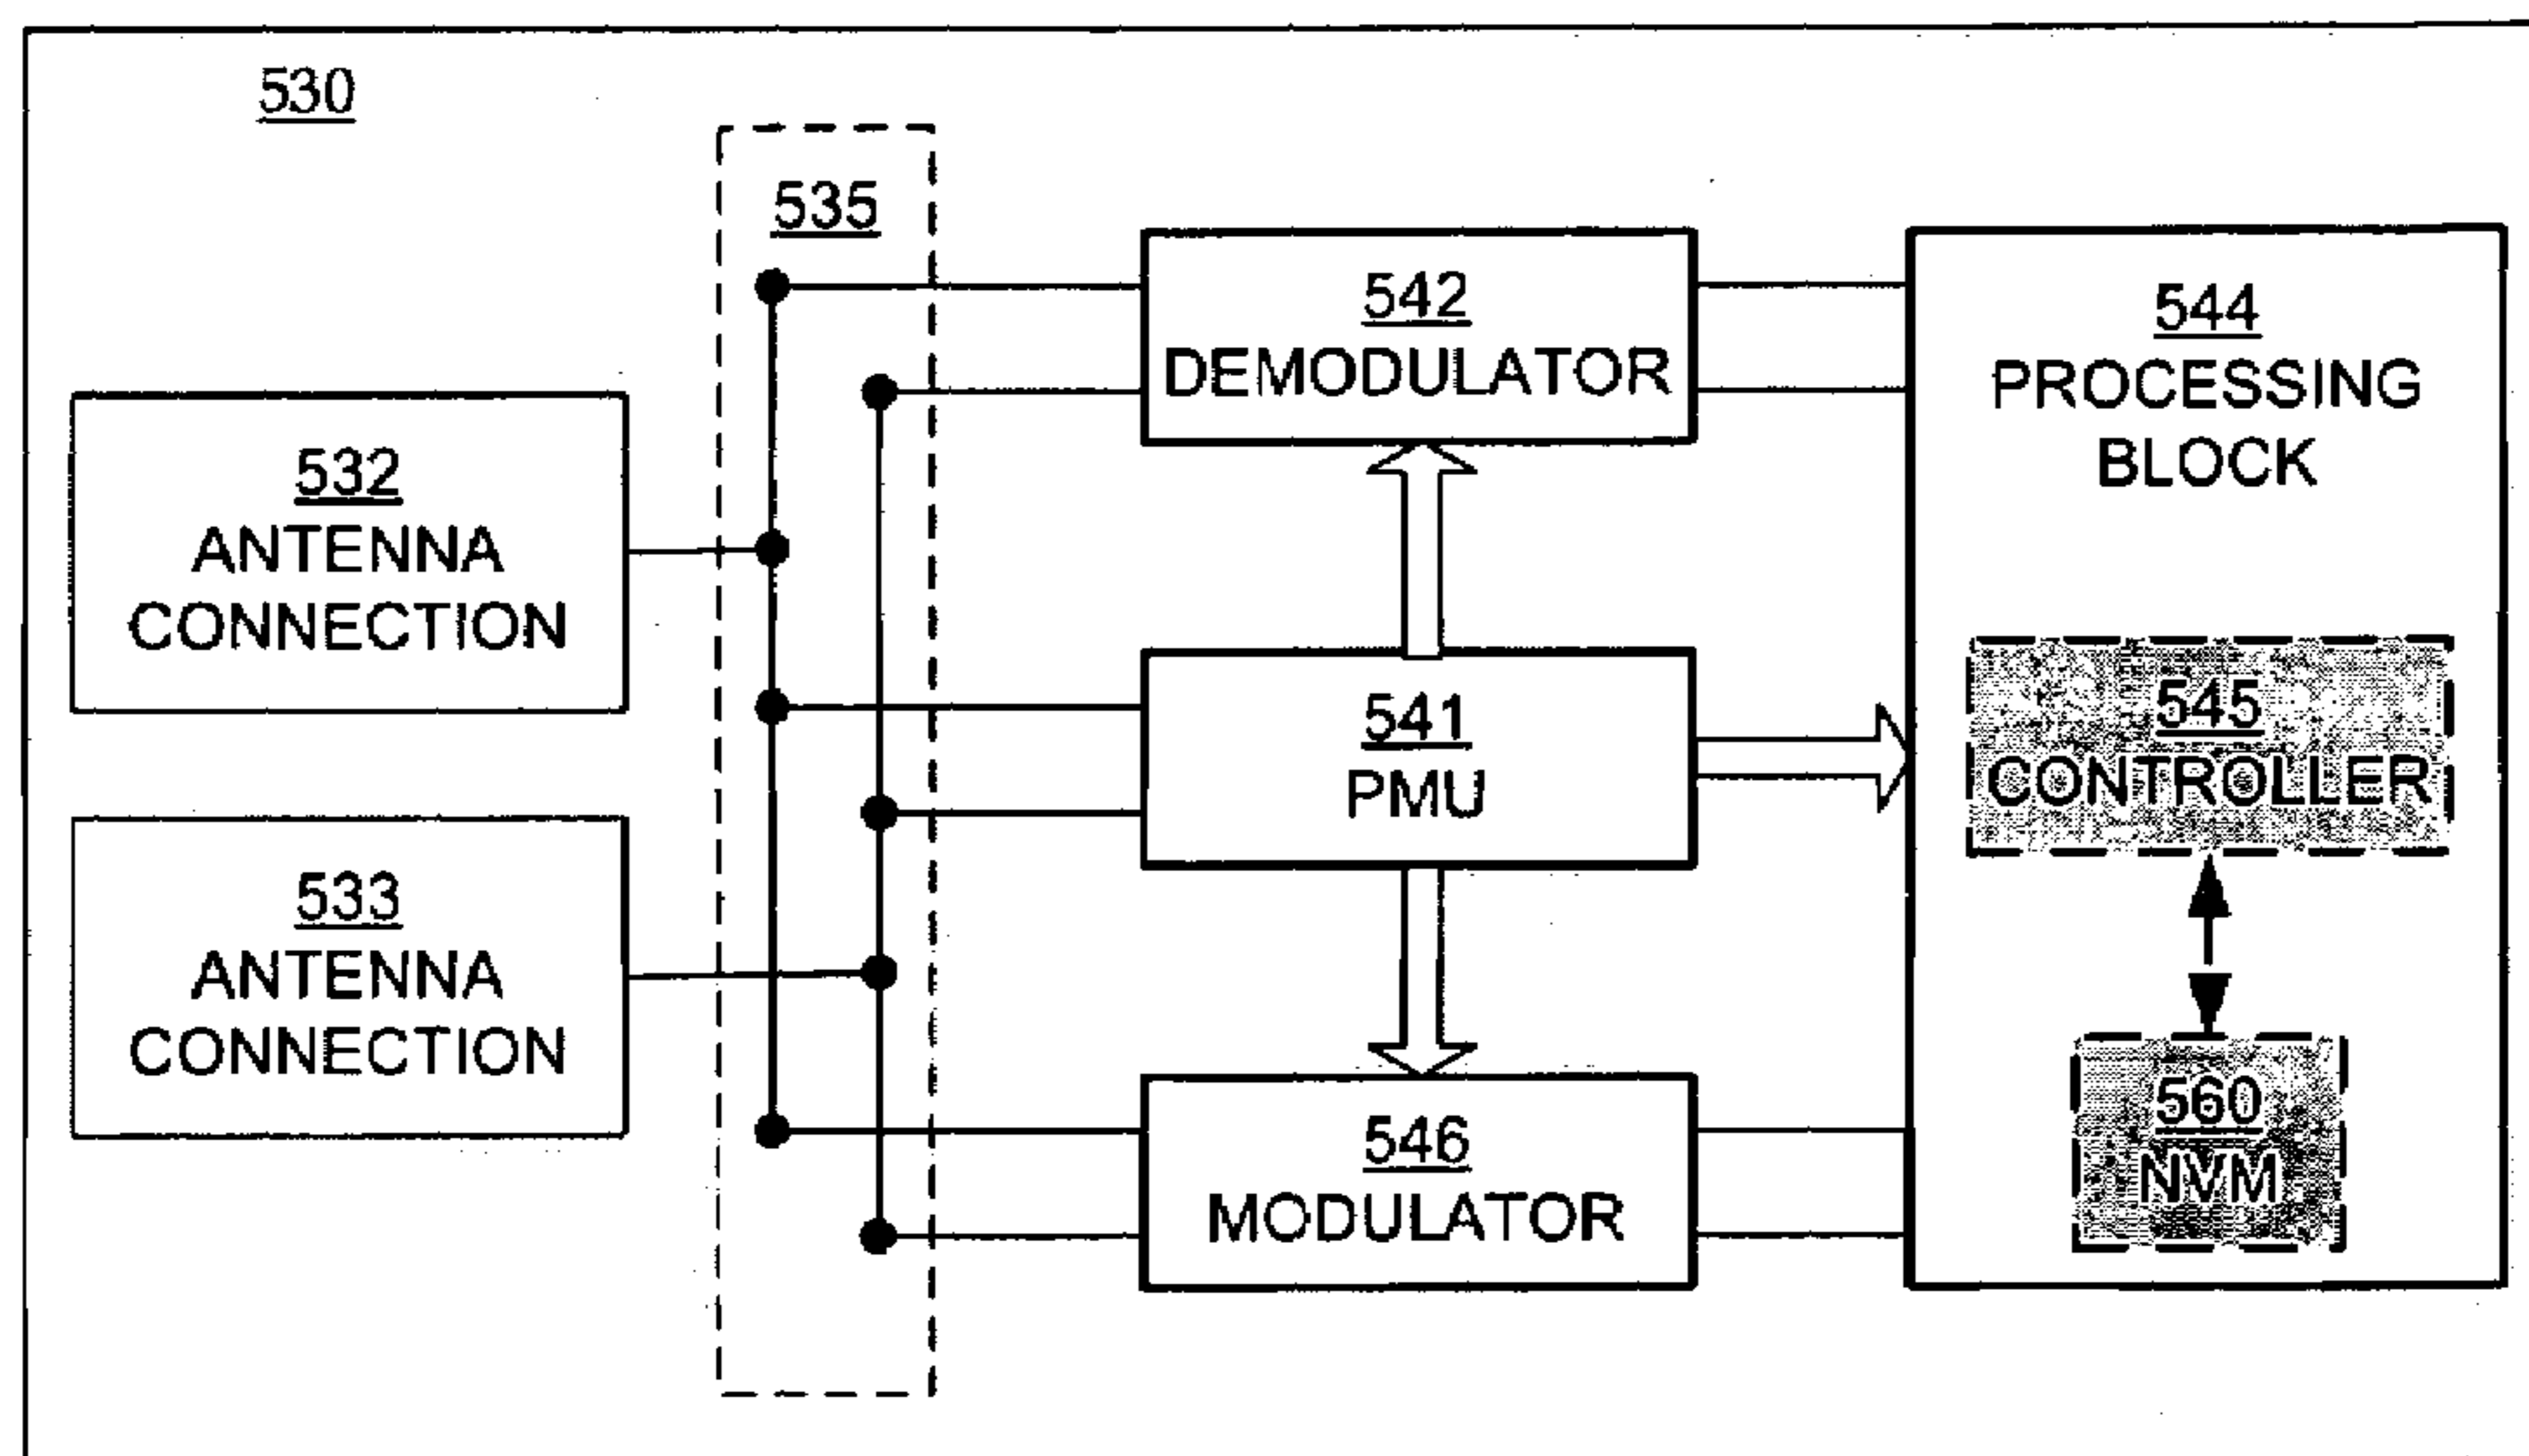 530
535
532
ANTENNA
CONNECTION
533
ANTENNA
CONNECTION
542
DEMODULATOR
541
PMU
546
MODULATOR
544
PROCESSING
BLOCK
545
CONTROLLER
560
NVM